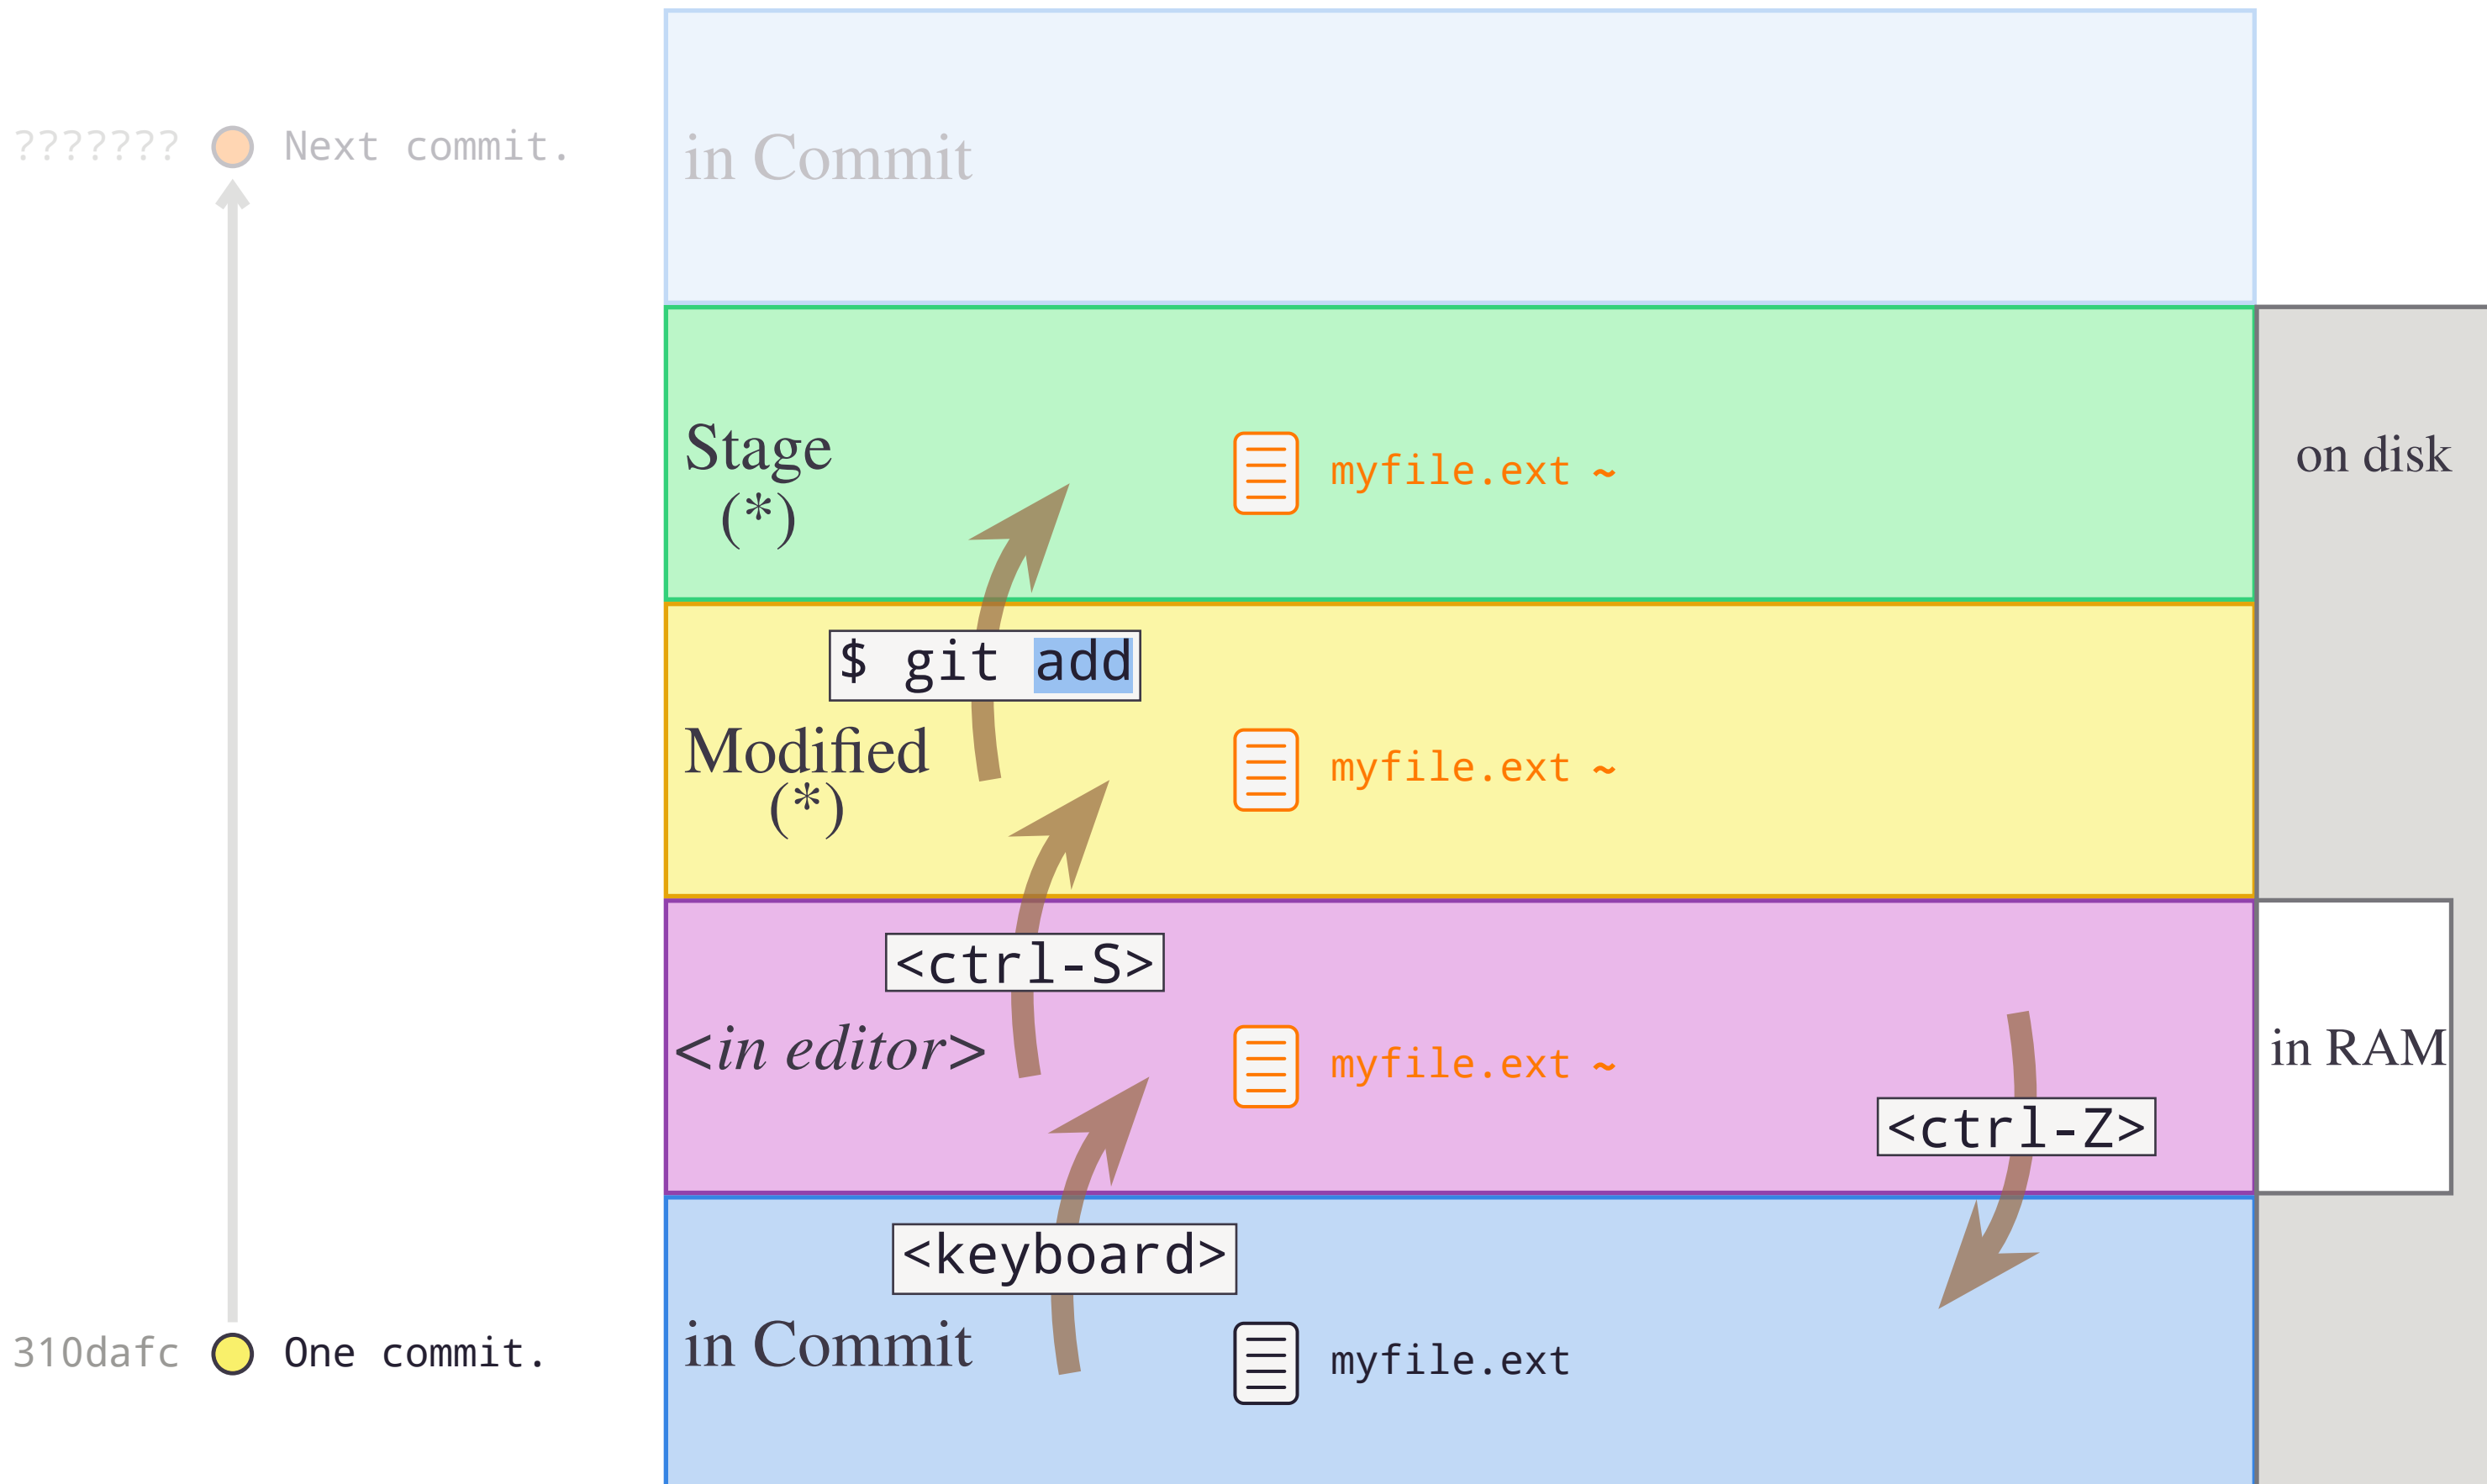 ??????? Next commit.
in Commit
Stage
(*)
myfile.ext ~
on disk
$ git add
Modified
(*)
myfile.ext ~
<ctrl-S>
<in editor>
myfile.ext ~
in RAM
<ctrl-Z>
<keyboard>
310dafc One commit.
in Commit
myfile.ext